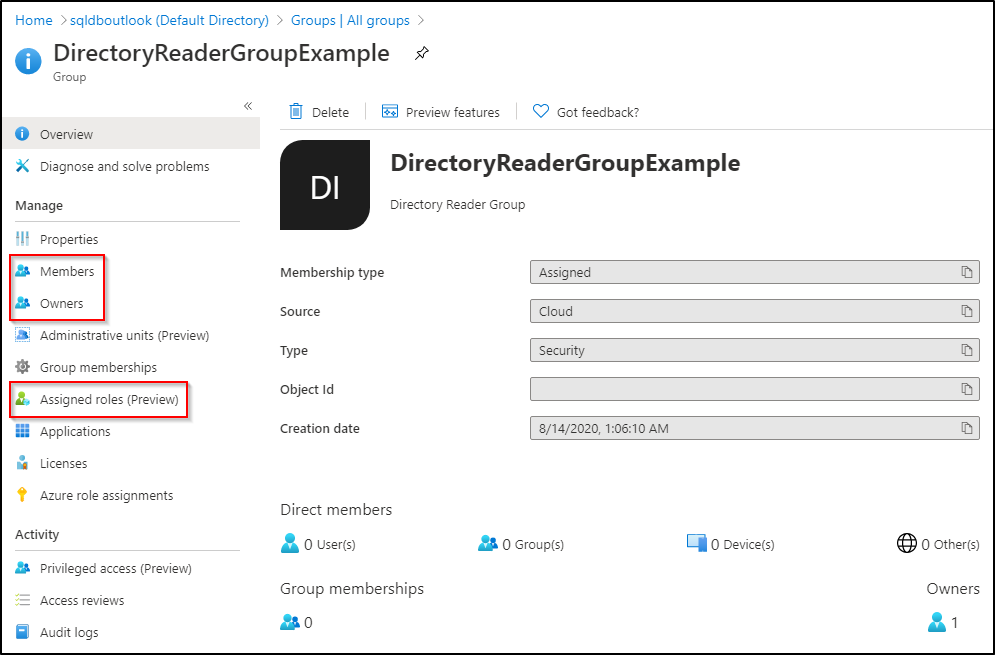 Home > sqldboutlook (Default Directory) > Groups | All groups >
DirectoryReaderGroupExample
Group
«
Delete
Preview features
Got feedback?
Overview
Diagnose and solve problems
Manage
Properties
Members
Owners
Administrative units (Preview)
Group memberships
Assigned roles (Preview)
Applications
Licenses
Azure role assignments
Activity
Privileged access (Preview)
Access reviews
Audit logs
DI
DirectoryReaderGroupExample
Directory Reader Group
Membership type
Assigned
Source
Cloud
Type
Security
Object Id
Creation date
8/14/2020, 1:06:10 AM
Direct members
0 User(s)
0 Group(s)
0 Device(s)
0 Other(s)
Group memberships
0
Owners
1